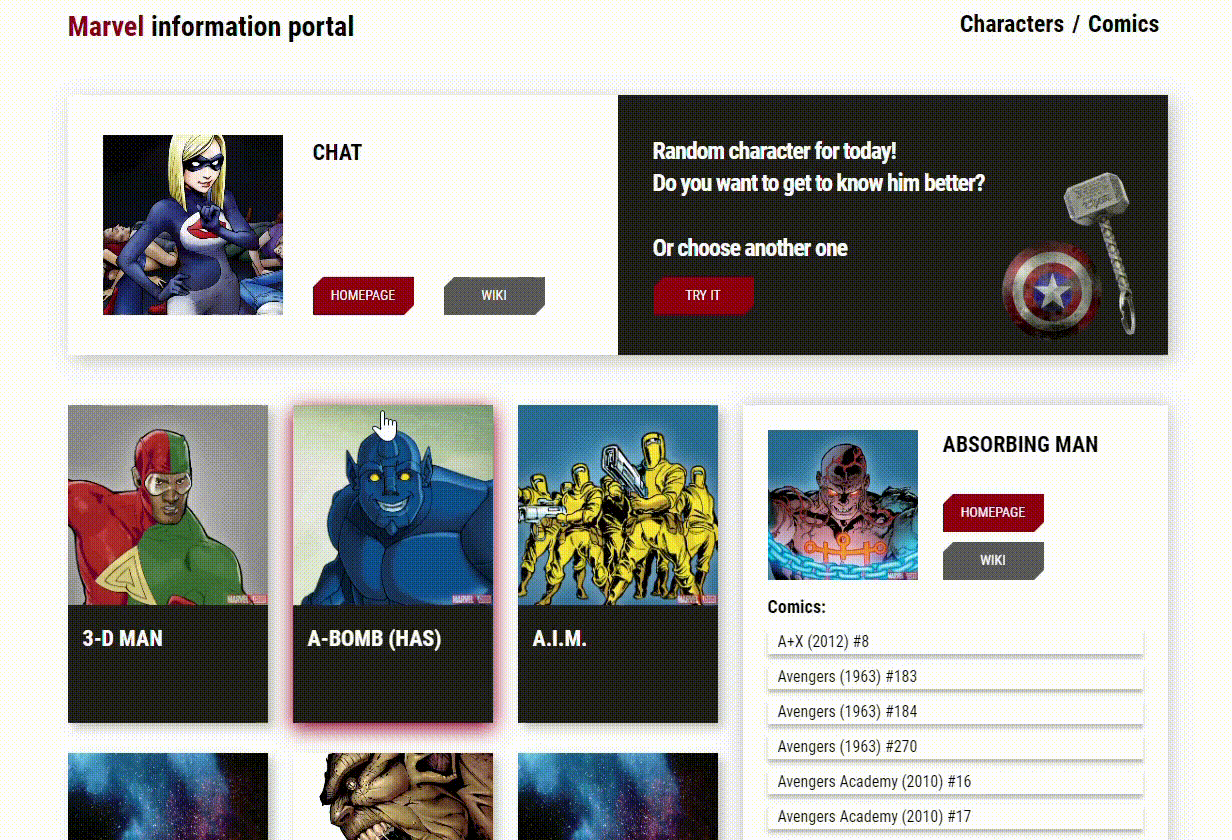 Marvel information portal
Characters / Comics
CHAT
HOMEPAGE
WIKI
Random character for today!
Do you want to get to know him better?
Or choose another one
TRY IT
3-D MAN
A-BOMB (HAS)
A.I.M.
ABSORBING MAN
HOMEPAGE
WIKI
Comics:
A+X (2012) #8
Avengers (1963) #183
Avengers (1963) #184
Avengers (1963) #270
Avengers Academy (2010) #16
Avengers Academy (2010) #17